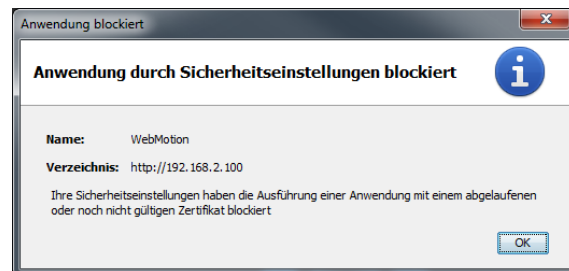 Anwendung blockiert
Anwendung durch Sicherheitseinstellungen blockiert
Name: WebMotion
Verzeichnis: http://192.168.2.100
Ihre Sicherheitseinstellungen haben die Ausführung einer Anwendung mit einem abgelaufenen
oder noch nicht gültigen Zertifikat blockiert
OK